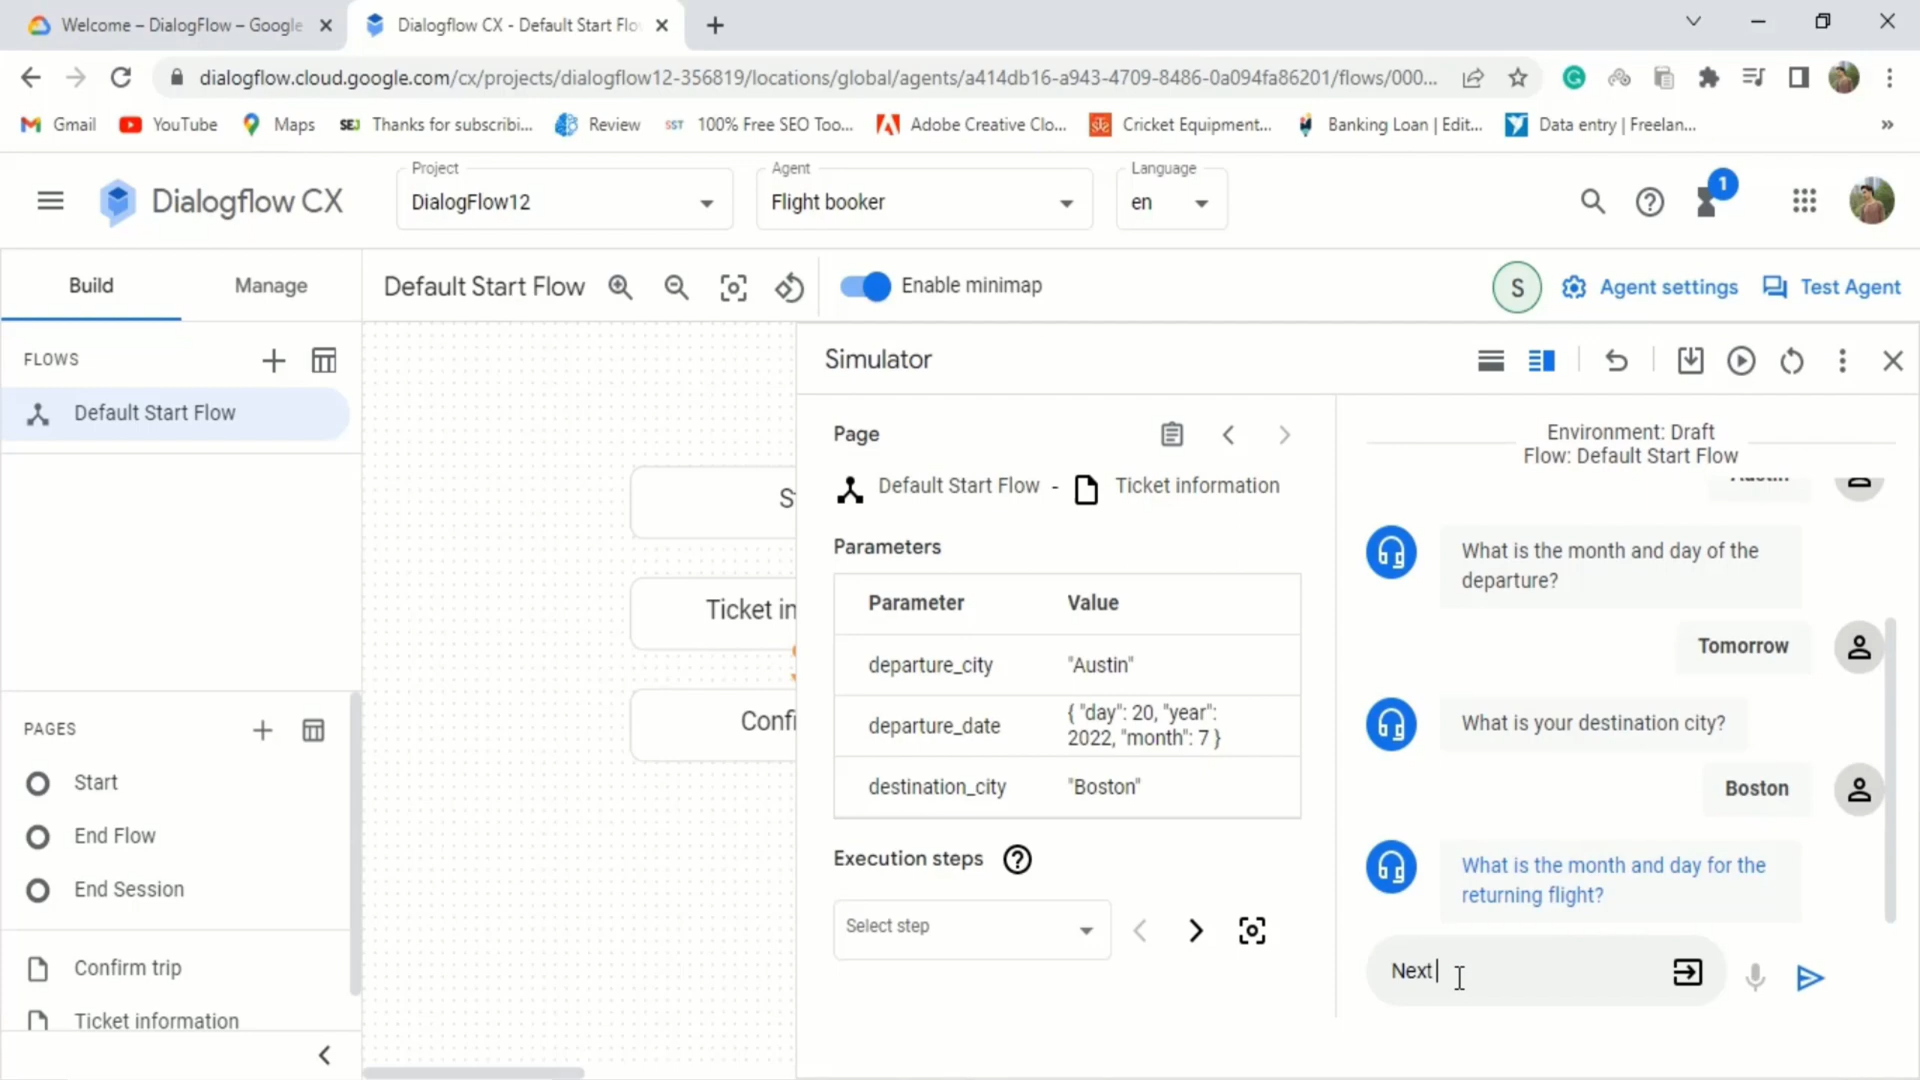 Welcome – DialogFlow – Google
Dialogflow CX - Default Start Flo
dialogflow.cloud.google.com/cx/projects/dialogflow12-356819/locations/global/agents/a414db16-a943-4709-8486-0a094fa86201/flows/000...
Gmail
YouTube
Maps
SEJ Thanks for subscribi...
Review
SST 100% Free SEO Too...
Adobe Creative Clo...
Cricket Equipment...
Banking Loan | Edit...
Data entry | Freelan...
»
Dialogflow CX
Project
DialogFlow12
Agent
Flight booker
Language
en
1
Build
Manage
Default Start Flow
Enable minimap
S
Agent settings
Test Agent
FLOWS
Default Start Flow
PAGES
Start
End Flow
End Session
Confirm trip
Ticket information
Ticket in
Confi
Simulator
Page
Default Start Flow - Ticket information
Parameters
Parameter Value
departure_city "Austin"
departure_date { "day": 20, "year":
2022, "month": 7 }
destination_city "Boston"
Execution steps
Select step
Environment: Draft
Flow: Default Start Flow
Austin
What is the month and day of the
departure?
Tomorrow
What is your destination city?
Boston
What is the month and day for the
returning flight?
Next